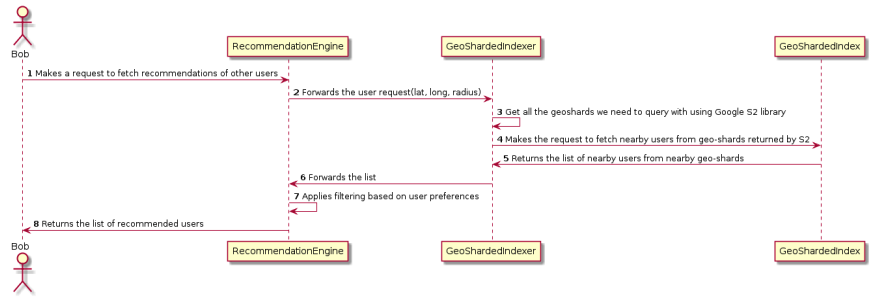 Bob
RecommendationEngine
GeoShardedIndexer
GeoShardedIndex
1 Makes a request to fetch recommendations of other users
2 Forwards the user request(lat, long, radius)
3 Get all the geoshards we need to query with using Google S2 library
4 Makes the request to fetch nearby users from geo-shards returned by S2
5 Returns the list of nearby users from nearby geo-shards
6 Forwards the list
7 Applies filtering based on user preferences
8 Returns the list of recommended users
Bob
RecommendationEngine
GeoShardedIndexer
GeoShardedIndex